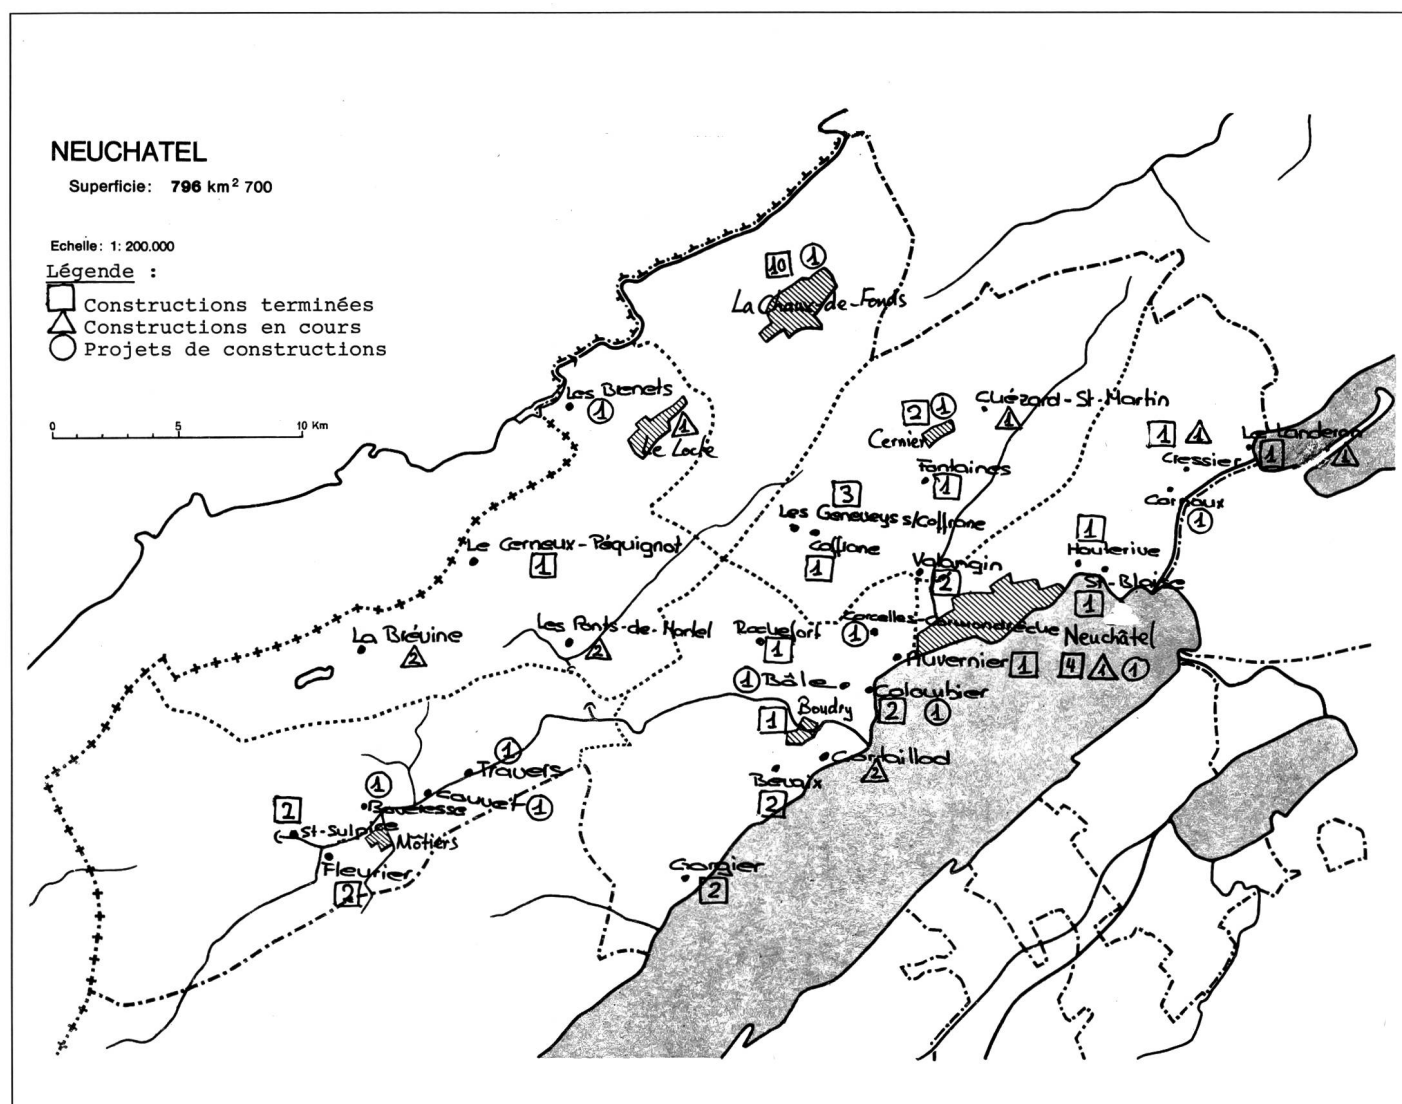 NEUCHATEL
Superficie: 796 km² 700
Echelle: 1: 200.000
Légende :
Constructions terminées
Constructions en cours
Projets de constructions
0 5 10 Km
10 1
La Chaux-de-Fonds
Les Brenets
1
1
Le Locle
2 1
Cernier
Chézard-St-Martin
1
1 1
Le Landeron
1 1
Cressier
Fontaines
1
3
Les Geneveys s/Coffrane
Cornaux
1
Coffrane
1
Le Cerneux-Péquignot
1
1
Hauterive
Valangin
2
St-Blaise
1
La Brévine
2
Les Ponts-de-Martel
2
Rochefort
1
1
Corcelles-Cormondrèche
Neuchâtel
4 1 1
Auvernier 1
1 Bôle
Colombier
2 1
Boudry
1
Cortaillod
2
Bevaix
2
1
Travers
1
Couvet 1
Boveresse
2
St-Sulpice
Môtiers
Fleurier
2
Gorgier
2